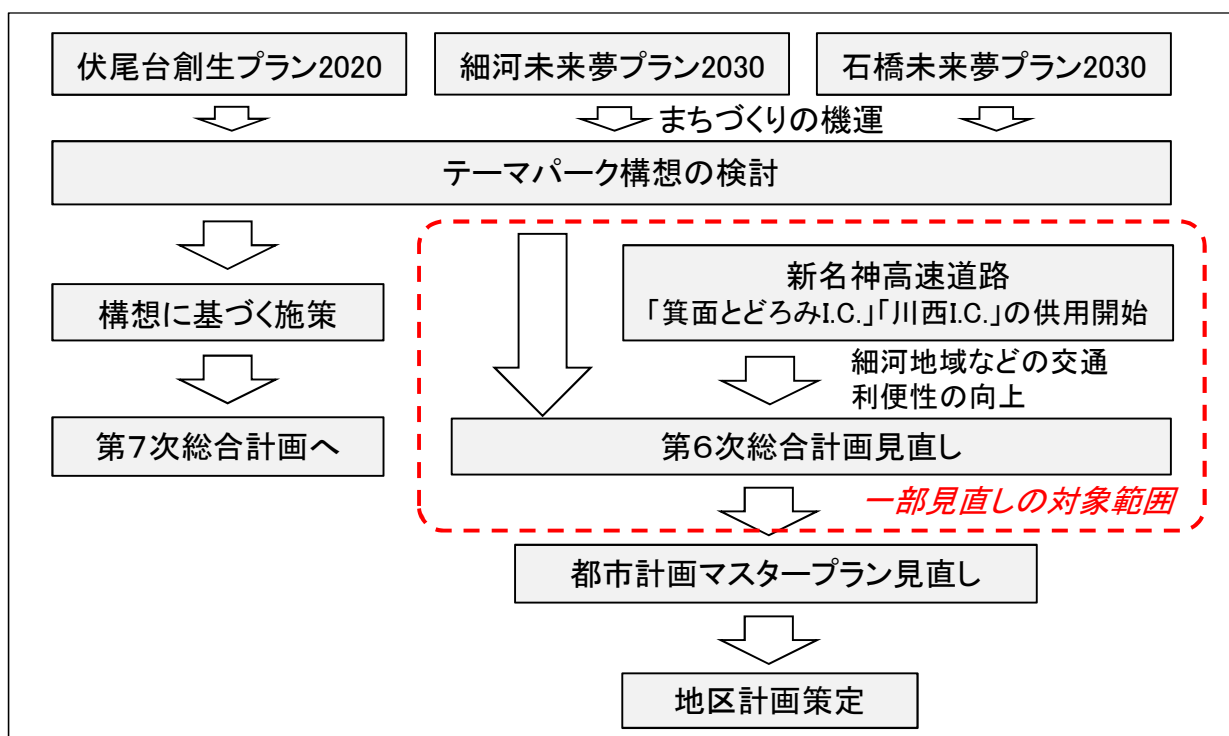 伏尾台創生プラン2020
細河未来夢プラン2030
石橋未来夢プラン2030
まちづくりの機運
テーマパーク構想の検討
構想に基づく施策
第７次総合計画へ
新名神高速道路
「箕面とどろみI.C.」「川西I.C.」の供用開始
細河地域などの交通
利便性の向上
第６次総合計画見直し
一部見直しの対象範囲
都市計画マスタープラン見直し
地区計画策定